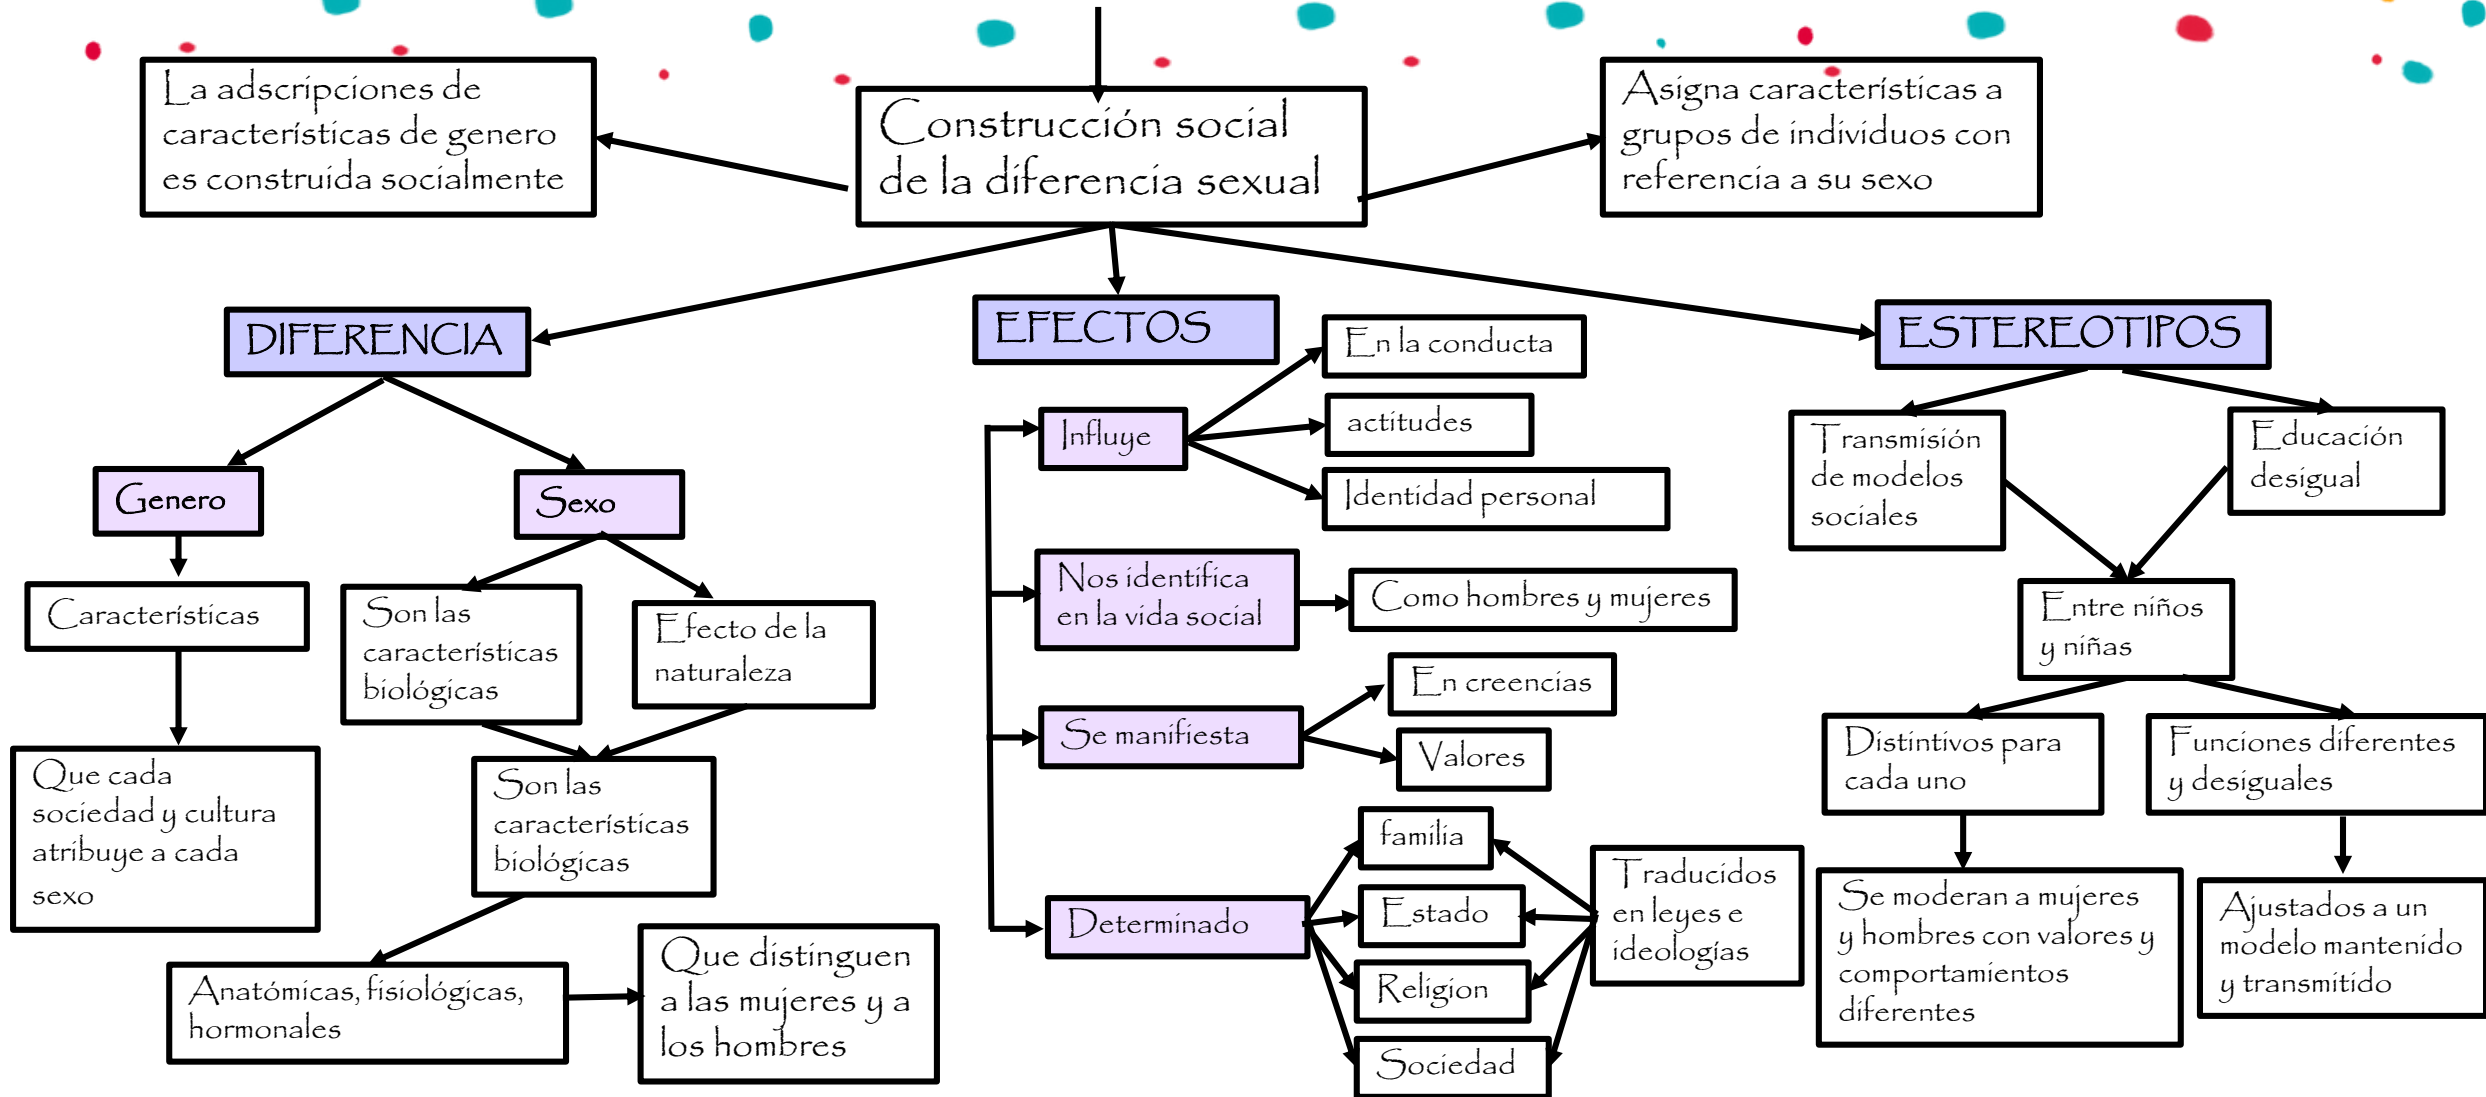 La adscripciones de
características de genero
es construida socialmente
Construcción social
de la diferencia sexual
Asigna características a
grupos de individuos con
referencia a su sexo
DIFERENCIA
Genero
Sexo
Características
Son las
características
biológicas
Efecto de la
naturaleza
Que cada
sociedad y cultura
atribuye a cada
sexo
Son las
características
biológicas
Anatómicas, fisiológicas,
hormonales
Que distinguen
a las mujeres y a
los hombres
EFECTOS
Influye
En la conducta
actitudes
Identidad personal
Nos identifica
en la vida social
Como hombres y mujeres
Se manifiesta
En creencias
Valores
Determinado
familia
Estado
Religion
Sociedad
Traducidos
en leyes e
ideologías
ESTEREOTIPOS
Transmisión
de modelos
sociales
Educación
desigual
Entre niños
y niñas
Distintivos para
cada uno
Funciones diferentes
y desiguales
Se moderan a mujeres
y hombres con valores y
comportamientos
diferentes
Ajustados a un
modelo mantenido
y transmitido